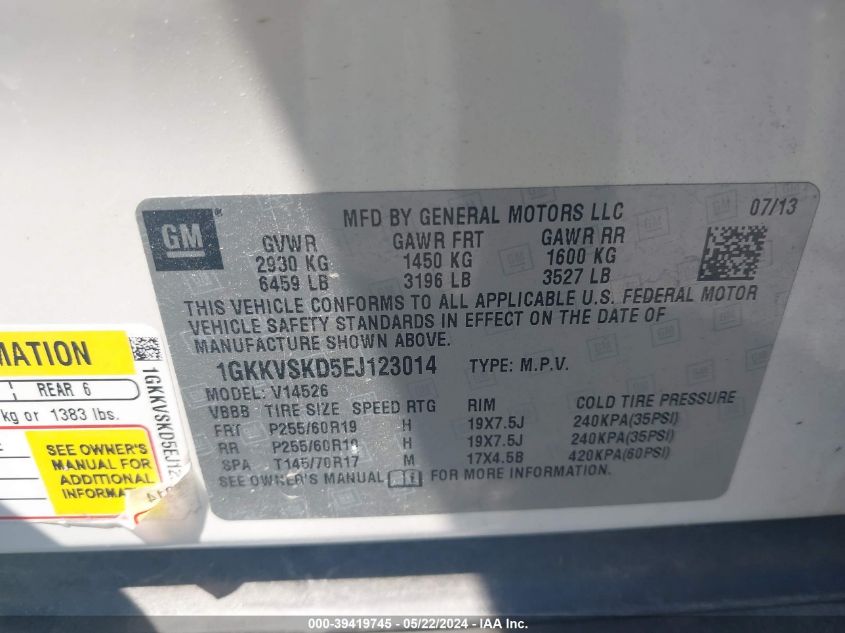 GM®
MFD BY GENERAL MOTORS LLC 07/13
GVWR GAWR FRT GAWR RR
2930 KG 1450 KG 1600 KG
6459 LB 3196 LB 3527 LB
THIS VEHICLE CONFORMS TO ALL APPLICABLE U.S. FEDERAL MOTOR
VEHICLE SAFETY STANDARDS IN EFFECT ON THE DATE OF
MANUFACTURE SHOWN ABOVE.
1GKKVSKD5EJ123014 TYPE: M.P.V.
MODEL: V14526
VBBB TIRE SIZE SPEED RTG RIM COLD TIRE PRESSURE
FRT P255/60R19 H 19X7.5J 240KPA(35PSI)
RR P255/60R19 H 19X7.5J 240KPA(35PSI)
SPA T145/70R17 M 17X4.5B 420KPA(60PSI)
SEE OWNER'S MANUAL FOR MORE INFORMATION.
MATION
REAR 6
kg or 1383 lbs.
SEE OWNER'S
MANUAL FOR
ADDITIONAL
INFORMA
1GKKVSKD5EJ12
000-39419745 - 05/22/2024 - IAA Inc.